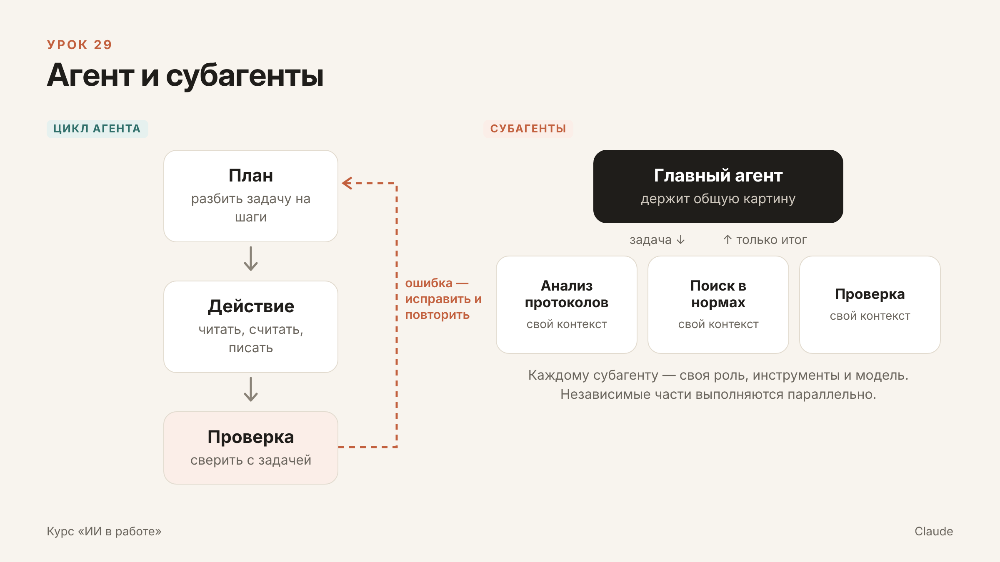 УРОК 29
Агент и субагенты
ЦИКЛ АГЕНТА
План
разбить задачу на
шаги
Действие
читать, считать,
писать
Проверка
сверить с задачей
ошибка —
исправить и
повторить
СУБАГЕНТЫ
Главный агент
держит общую картину
задача ↓ ↑ только итог
Анализ
протоколов
свой контекст
Поиск в
нормах
свой контекст
Проверка
свой контекст
Каждому субагенту — своя роль, инструменты и модель.
Независимые части выполняются параллельно.
Курс «ИИ в работе»
Claude